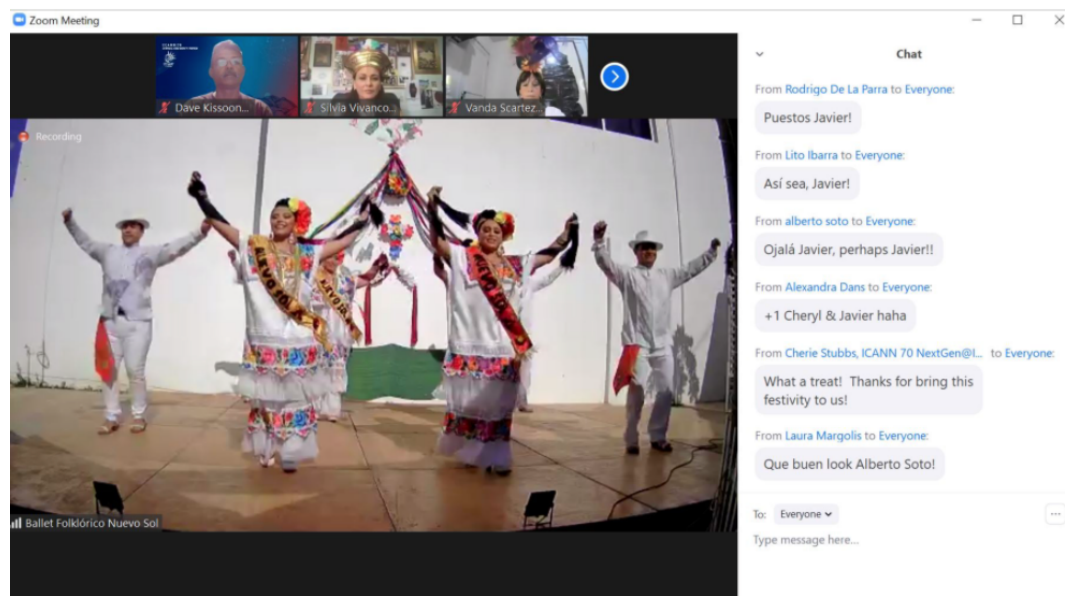 Zoom Meeting
Dave Kissoon...
Silvia Vivanco...
Vanda Scartez...
Recording
NUEVO SOL
Ballet Folklórico Nuevo Sol
Chat
From Rodrigo De La Parra to Everyone:
Puestos Javier!
From Lito Ibarra to Everyone:
Así sea, Javier!
From alberto soto to Everyone:
Ojalá Javier, perhaps Javier!!
From Alexandra Dans to Everyone:
+1 Cheryl & Javier haha
From Cherie Stubbs, ICANN 70 NextGen@I... to Everyone:
What a treat!  Thanks for bring this
festivity to us!
From Laura Margolis to Everyone:
Que buen look Alberto Soto!
To: Everyone
Type message here...